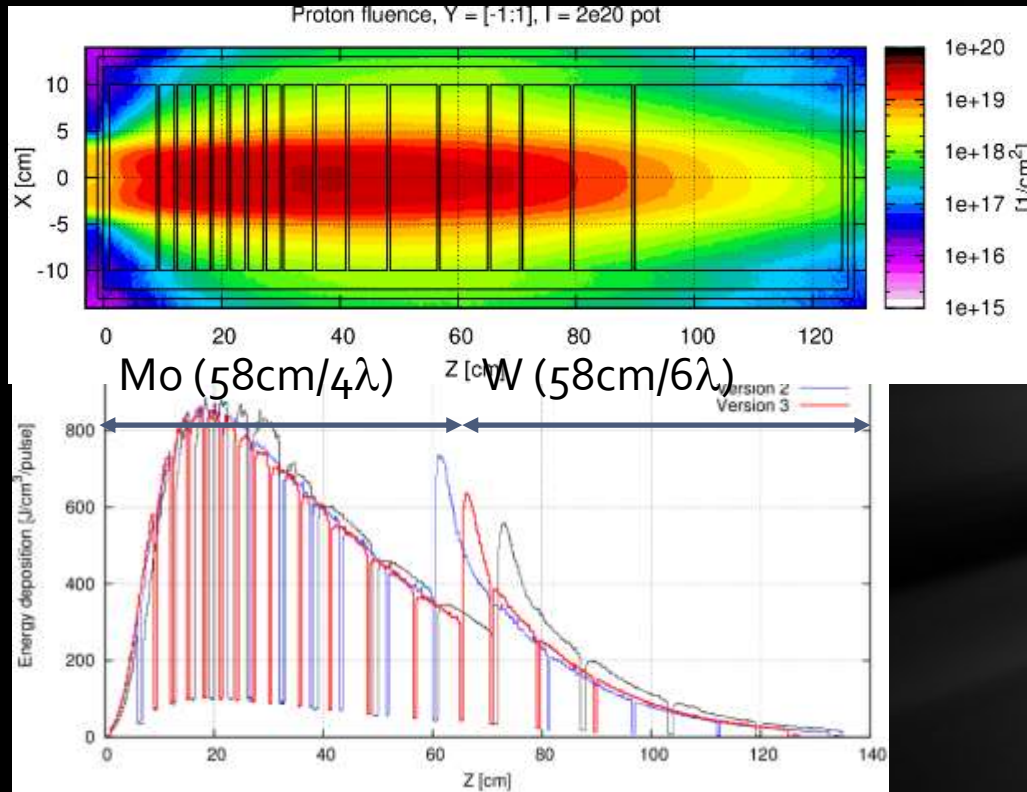 Proton fluence, Y = [-1:1], I = 2e20 pot
X [cm]
10
5
0
-5
-10
0 20 40 60 80 100 120
Z [cm]
1e+20
1e+19
1e+18
1e+17
1e+16
1e+15
[1/cm²]
Mo (58cm/4λ) W (58cm/6λ)
Version 2
Version 3
Energy deposition [J/cm³/pulse]
800
600
400
200
0
0 20 40 60 80 100 120 140
Z [cm]